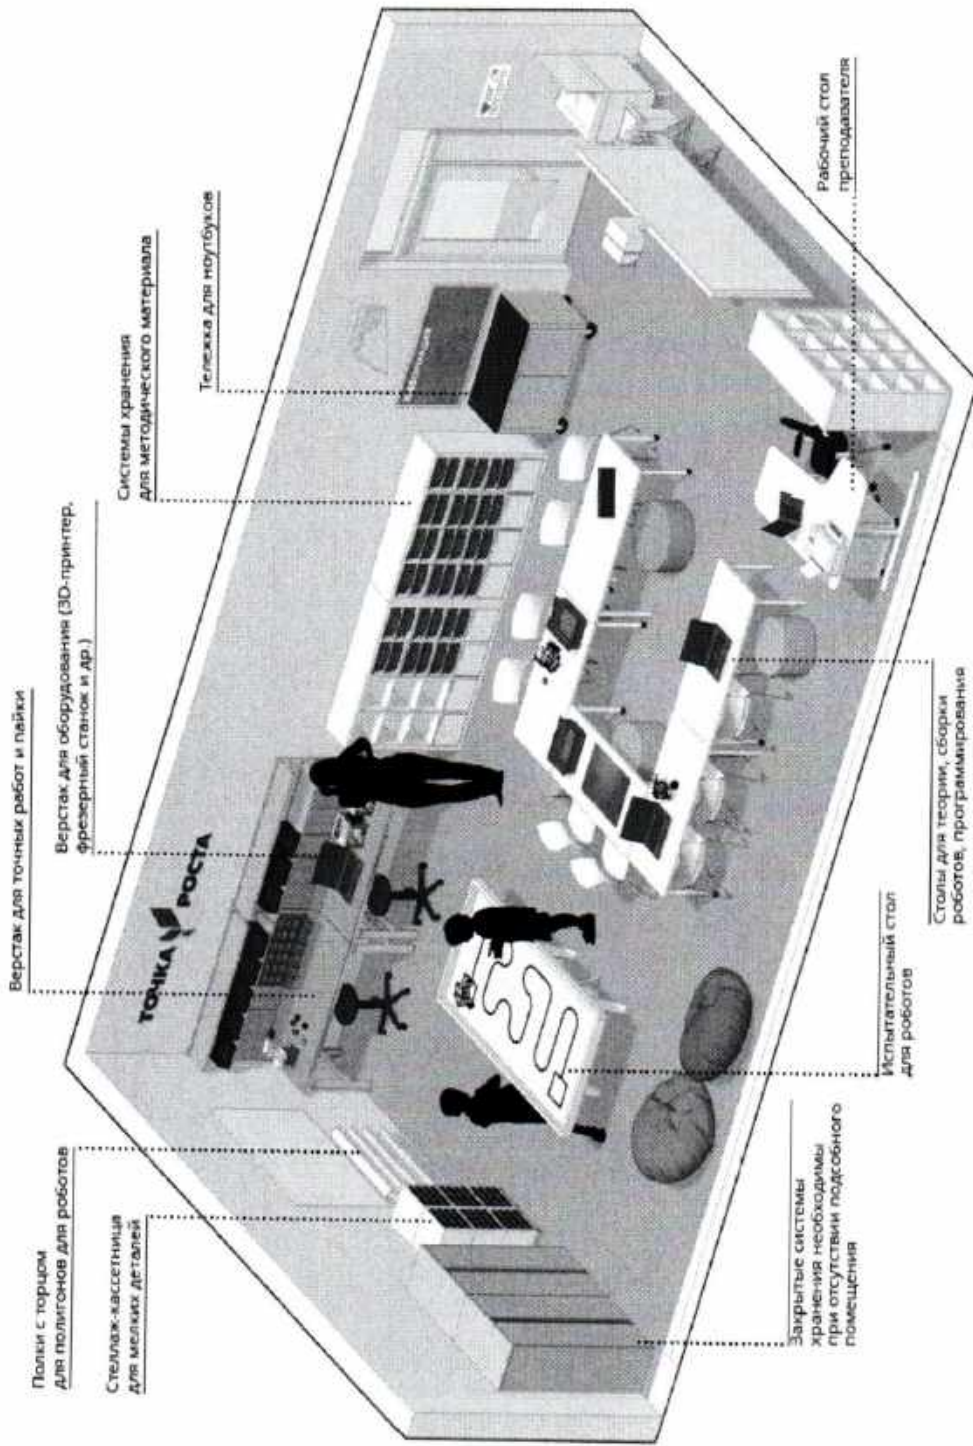 Полки с торцом
для полигонов для роботов
Стеллаж-кассетница
для мелких деталей
Верстак для точных работ и пайки
Верстак для оборудования (3D-принтер,
фрезерный станок и др.)
Системы хранения
для методического материала
Тележка для ноутбуков
ТОЧКА РОСТА
Закрытые системы
хранения необходимы
при отсутствии подсобного
помещения
Испытательный стол
для роботов
Столы для теории, сборки
роботов, программирования
Рабочий стол
преподавателя